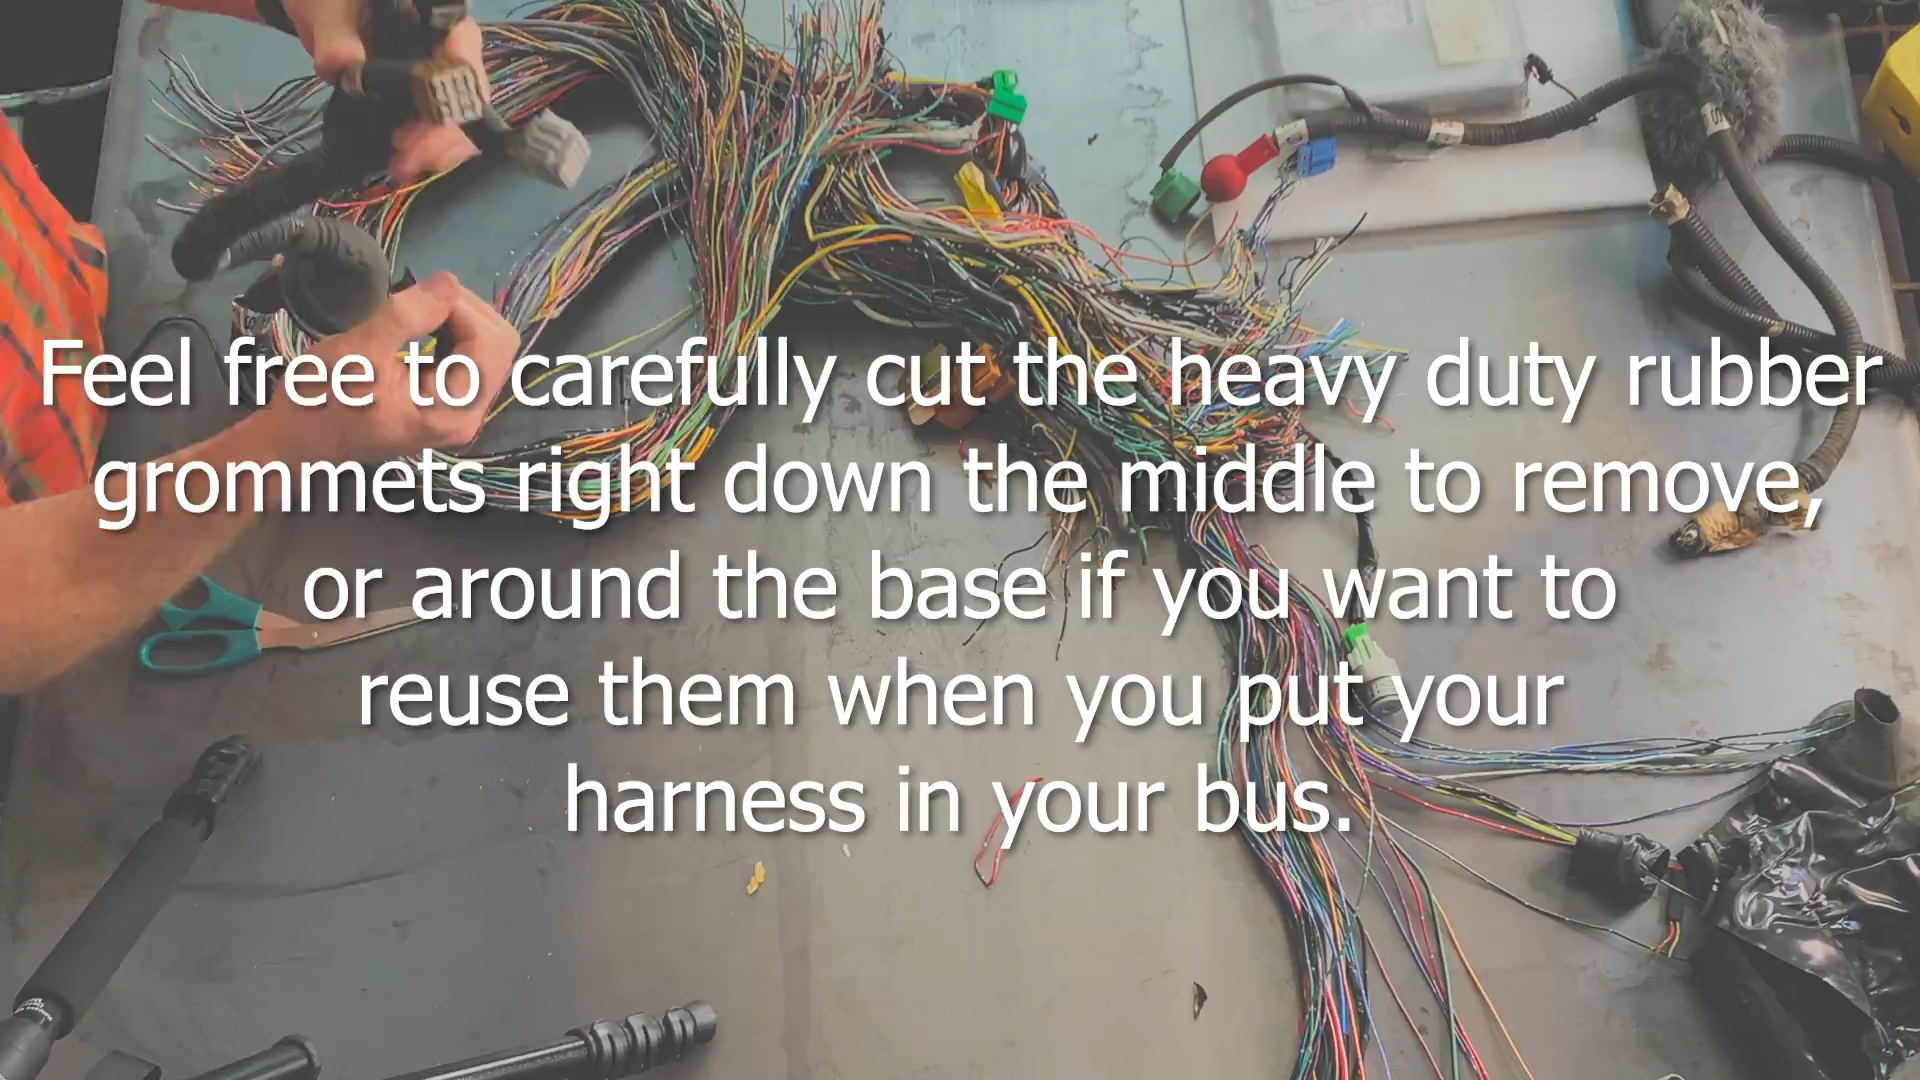 Feel free to carefully cut the heavy duty rubber
grommets right down the middle to remove,
or around the base if you want to
reuse them when you put your
harness in your bus.